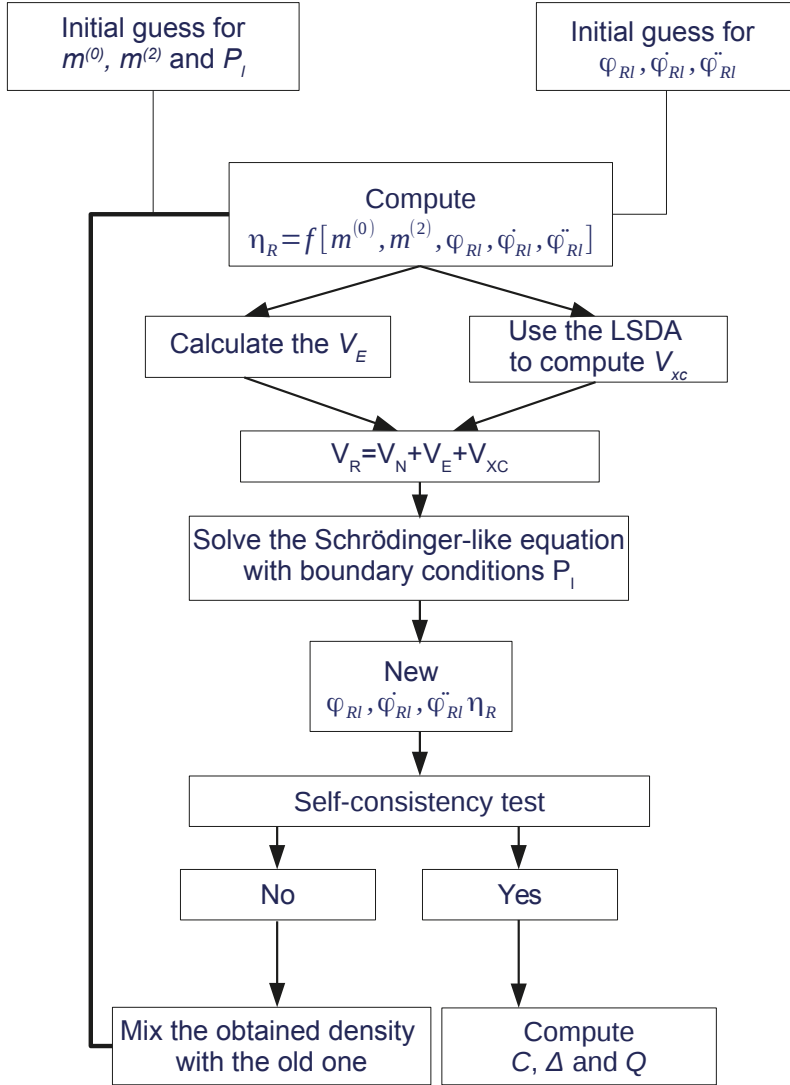 Initial guess for
m⁽⁰⁾, m⁽²⁾ and P_l
Initial guess for
φ_Rl, φ̇_Rl, φ̈_Rl
Compute
η_R=f[m⁽⁰⁾, m⁽²⁾, φ_Rl, φ̇_Rl, φ̈_Rl]
Calculate the V_E
Use the LSDA
to compute V_xc
V_R=V_N+V_E+V_XC
Solve the Schrödinger-like equation
with boundary conditions P_l
New
φ_Rl, φ̇_Rl, φ̈_Rl η_R
Self-consistency test
No
Yes
Mix the obtained density
with the old one
Compute
C, Δ and Q